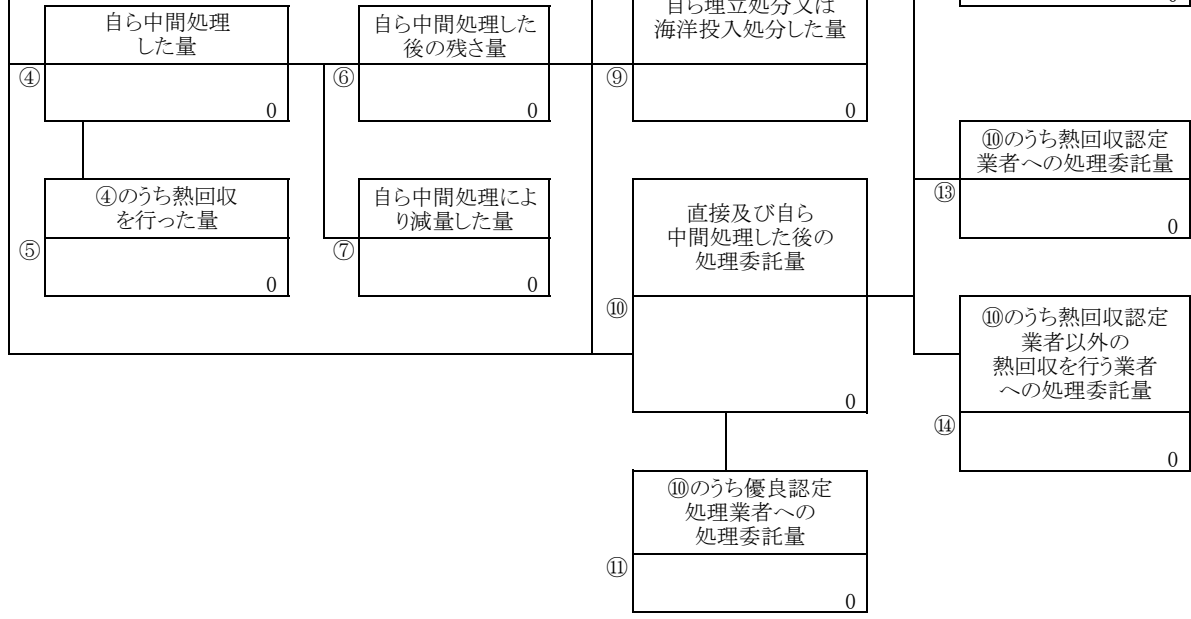 自ら中間処理
した量
④
0
自ら中間処理した
後の残さ量
⑥
0
自ら埋立処分又は
海洋投入処分した量
⑨
0
④のうち熱回収
を行った量
⑤
0
自ら中間処理によ
り減量した量
⑦
0
直接及び自ら
中間処理した後の
処理委託量
⑩
0
⑩のうち優良認定
処理業者への
処理委託量
⑪
0
⑩のうち熱回収認定
業者への処理委託量
⑬
0
⑩のうち熱回収認定
業者以外の
熱回収を行う業者
への処理委託量
⑭
0